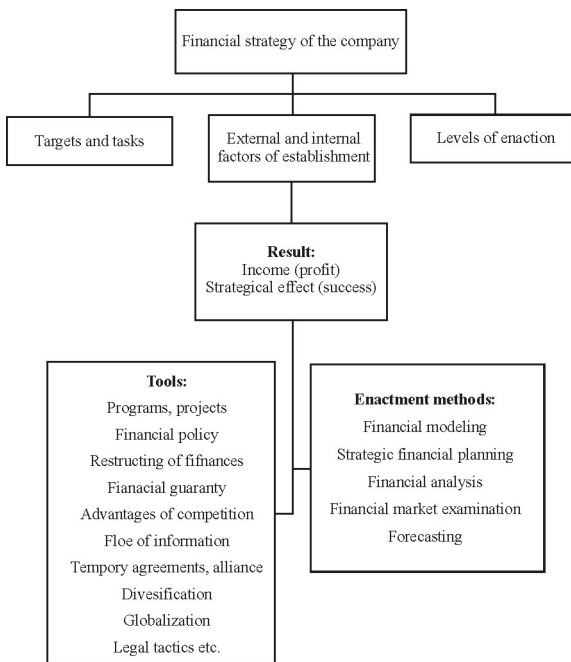 Financial strategy of the company
Targets and tasks
External and internal
factors of establishment
Levels of enaction
Result:
Income (profit)
Strategical effect (success)
Tools:
Programs, projects
Financial policy
Restructing of fifnances
Fianacial guaranty
Advantages of competition
Floe of information
Tempory agreements, alliance
Divesification
Globalization
Legal tactics etc.
Enactment methods:
Financial modeling
Strategic financial planning
Financial analysis
Financial market examination
Forecasting